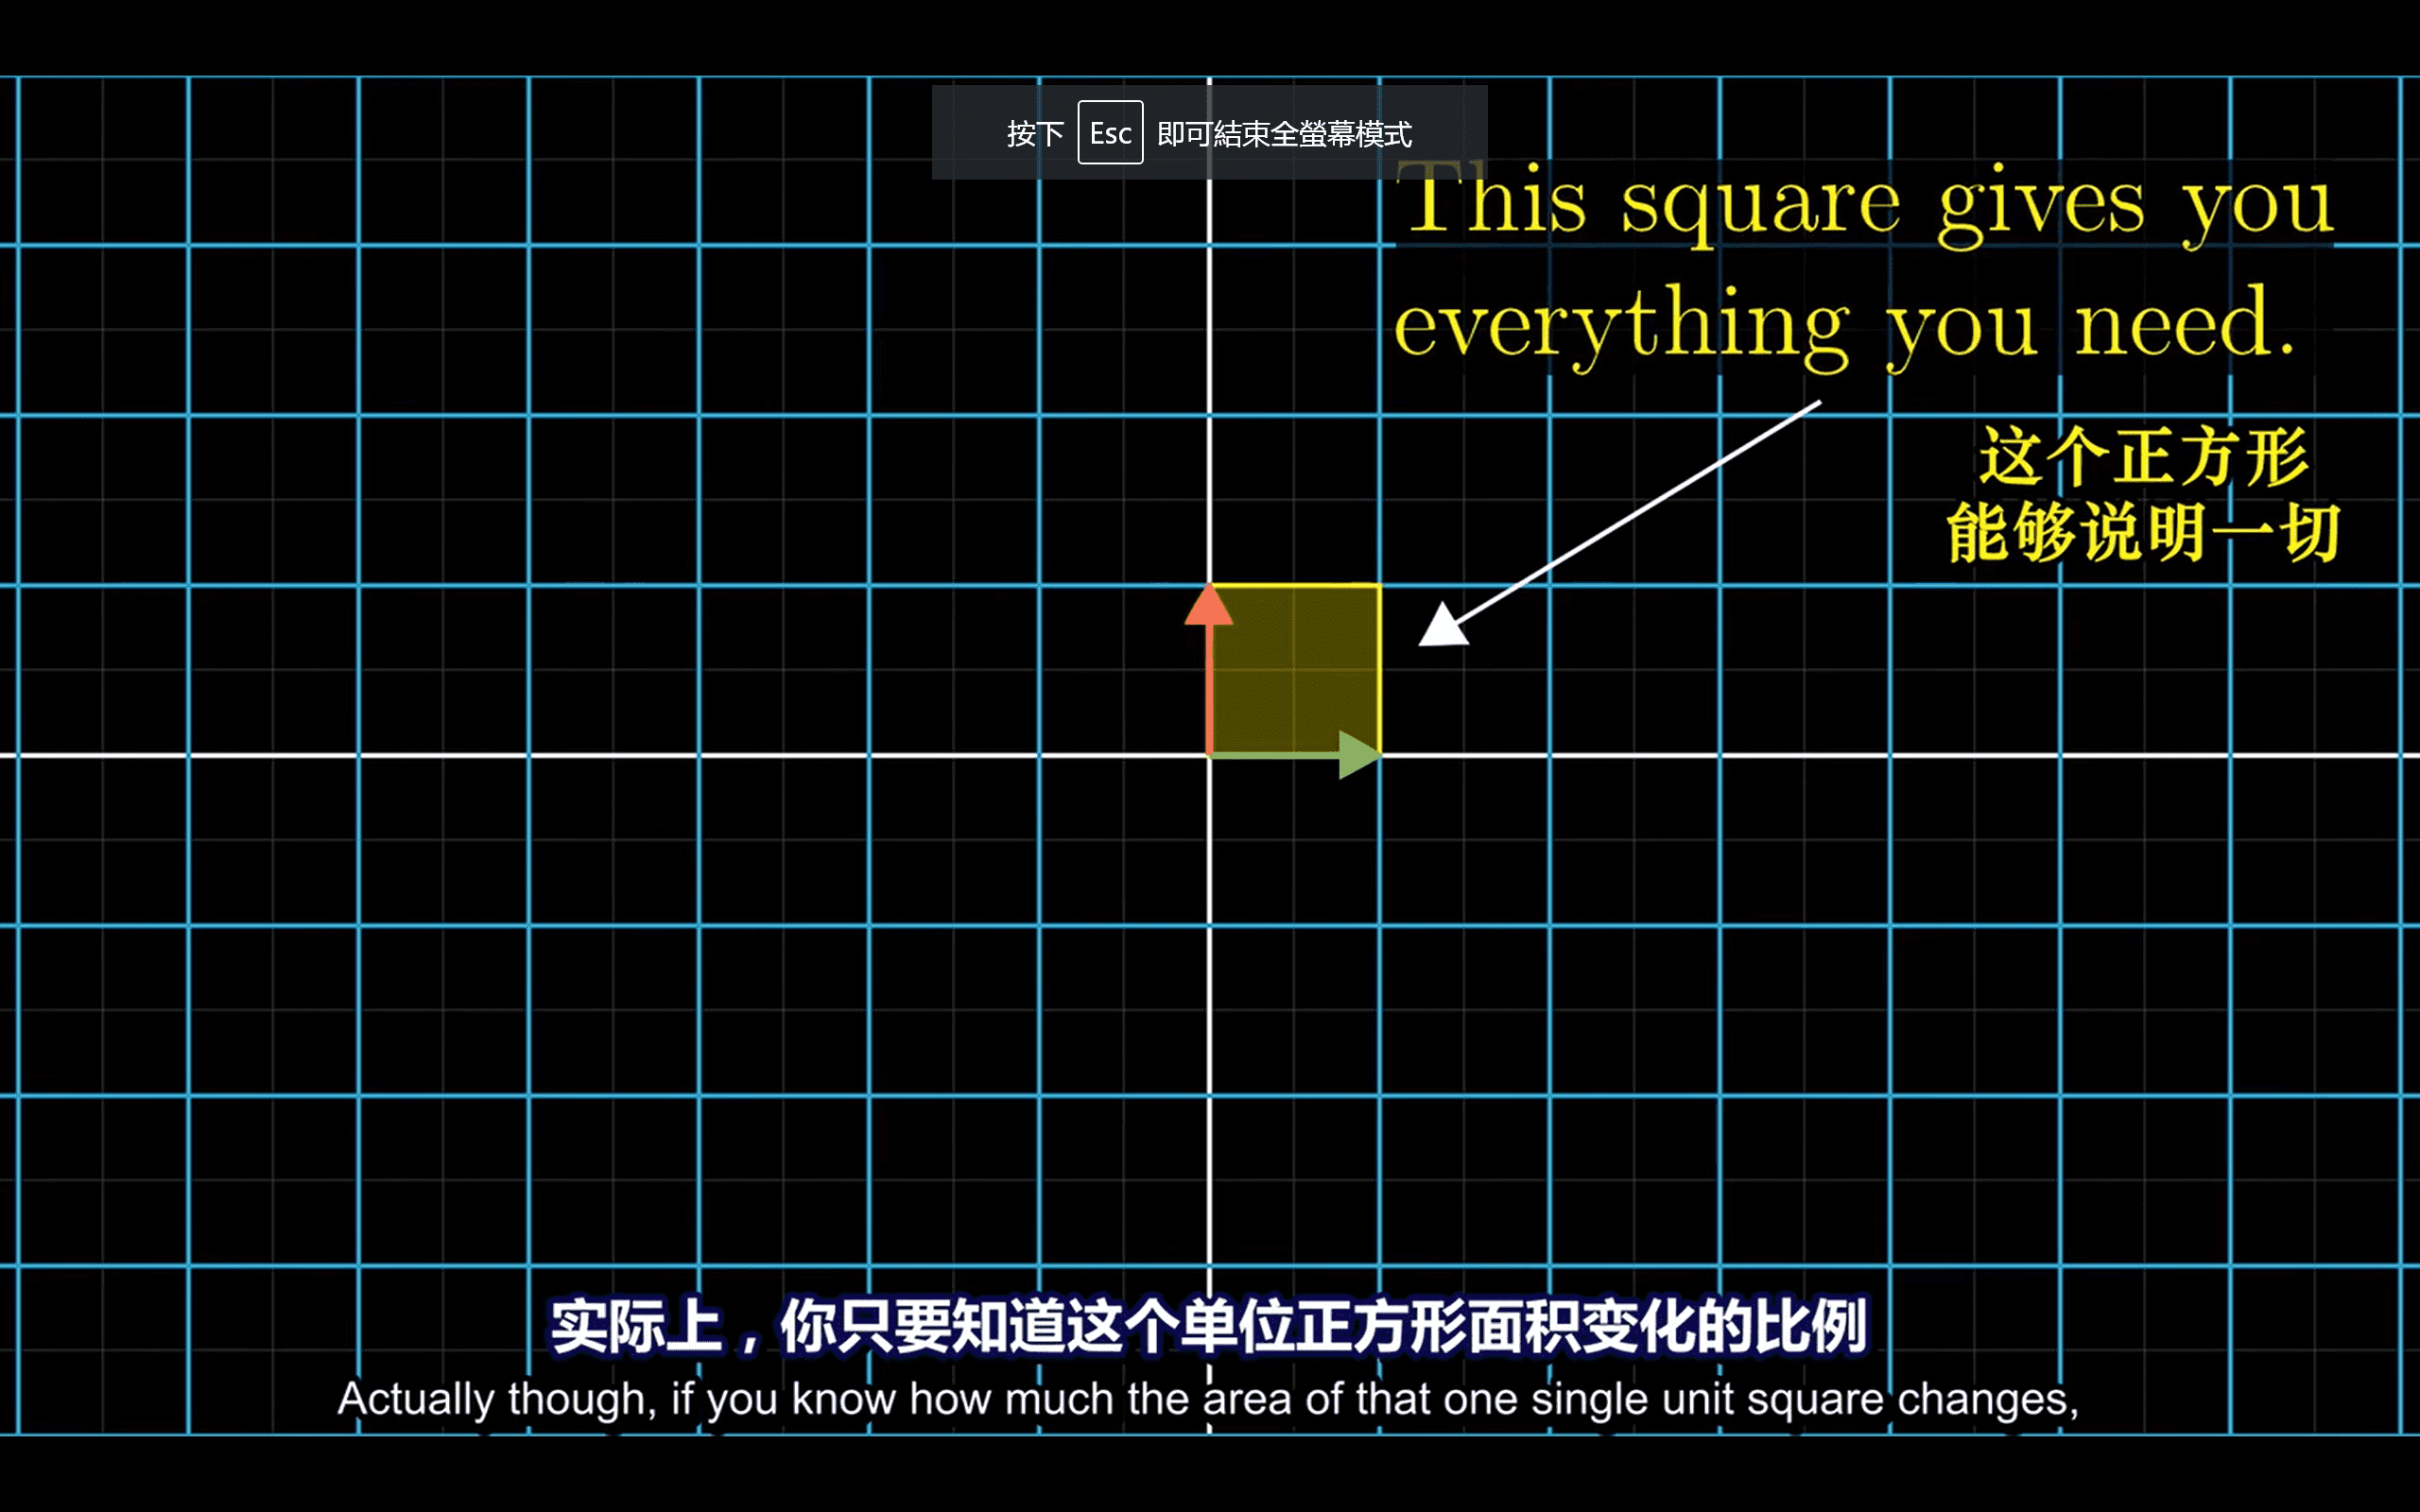 按下 Esc 即可結束全螢幕模式
This square gives you
everything you need.
这个正方形
能够说明一切
实际上，你只要知道这个单位正方形面积变化的比例
Actually though, if you know how much the area of that one single unit square changes,